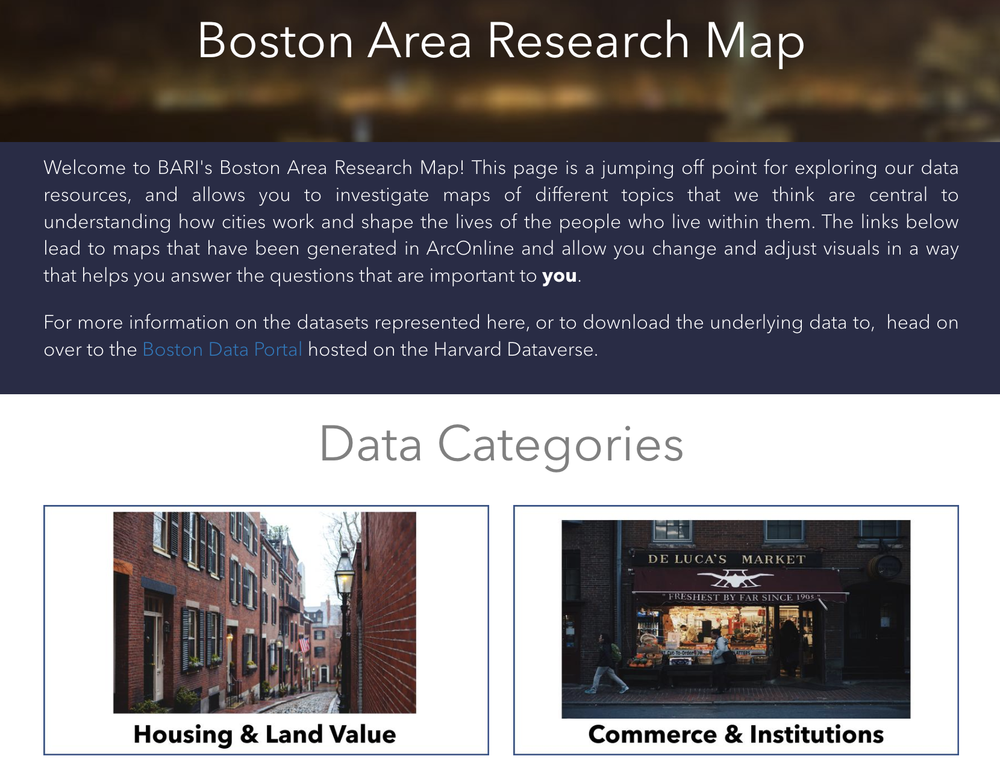 Boston Area Research Map
Welcome to BARI's Boston Area Research Map! This page is a jumping off point for exploring our data
resources, and allows you to investigate maps of different topics that we think are central to
understanding how cities work and shape the lives of the people who live within them. The links below
lead to maps that have been generated in ArcOnline and allow you change and adjust visuals in a way
that helps you answer the questions that are important to you.
For more information on the datasets represented here, or to download the underlying data to,  head on
over to the Boston Data Portal hosted on the Harvard Dataverse.
Data Categories
DE LUCA'S MARKET
"FRESHEST BY FAR SINCE 1905"
Cut-To-Order
Housing & Land Value
Commerce & Institutions